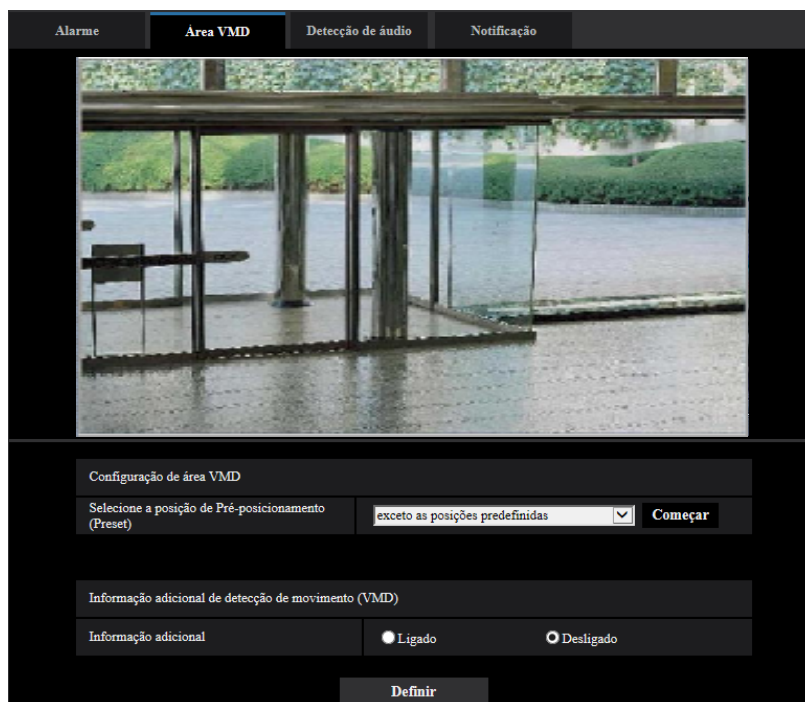 Alarme
Área VMD
Detecção de áudio
Notificação
Configuração de área VMD
Selecione a posição de Pré-posicionamento
(Preset)
exceto as posições predefinidas
Começar
Informação adicional de detecção de movimento (VMD)
Informação adicional
Ligado
Desligado
Definir